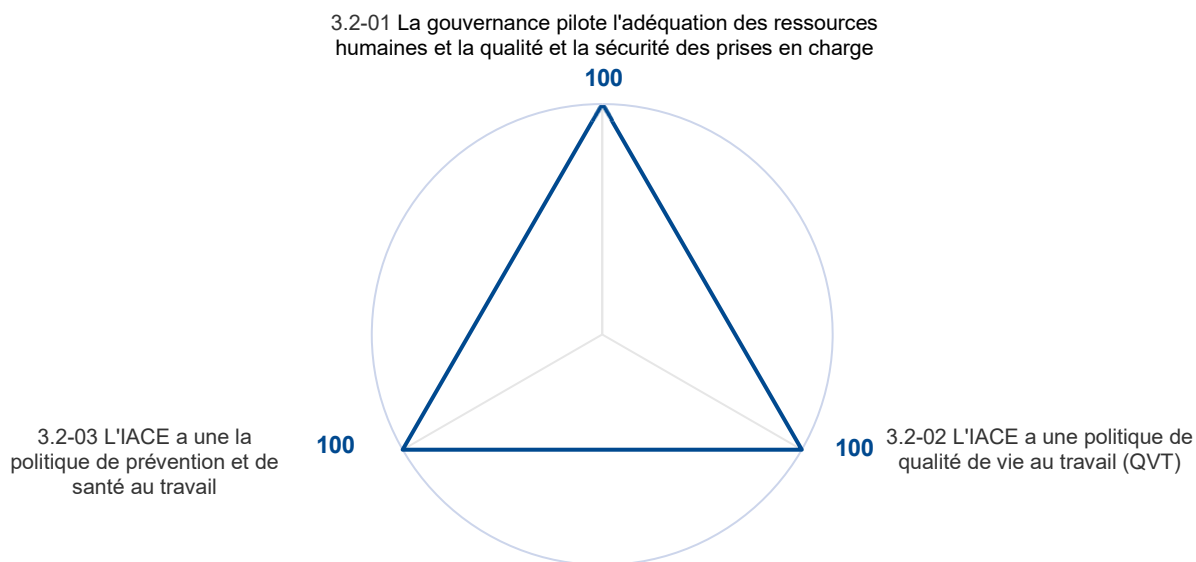 3.2-01 La gouvernance pilote l'adéquation des ressources
humaines et la qualité et la sécurité des prises en charge
100
3.2-03 L'IACE a une la
politique de prévention et de
santé au travail
100
100
3.2-02 L'IACE a une politique de
qualité de vie au travail (QVT)